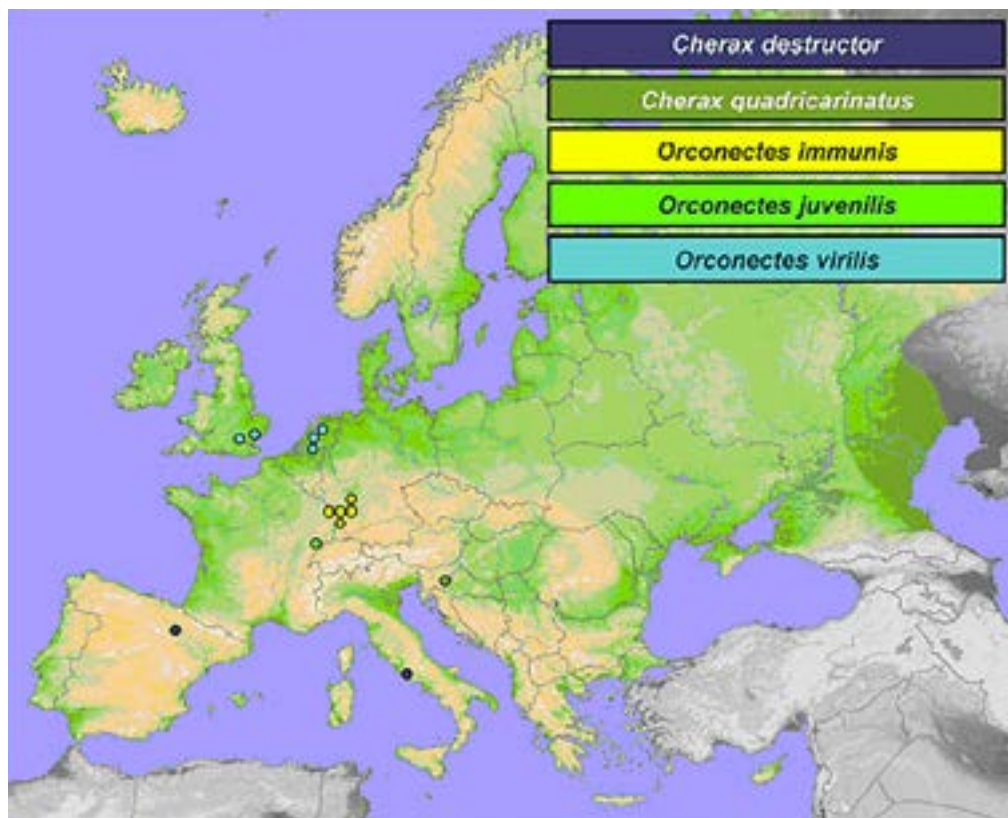 Cherax destructor
Cherax quadricarinatus
Orconectes immunis
Orconectes juvenilis
Orconectes virilis